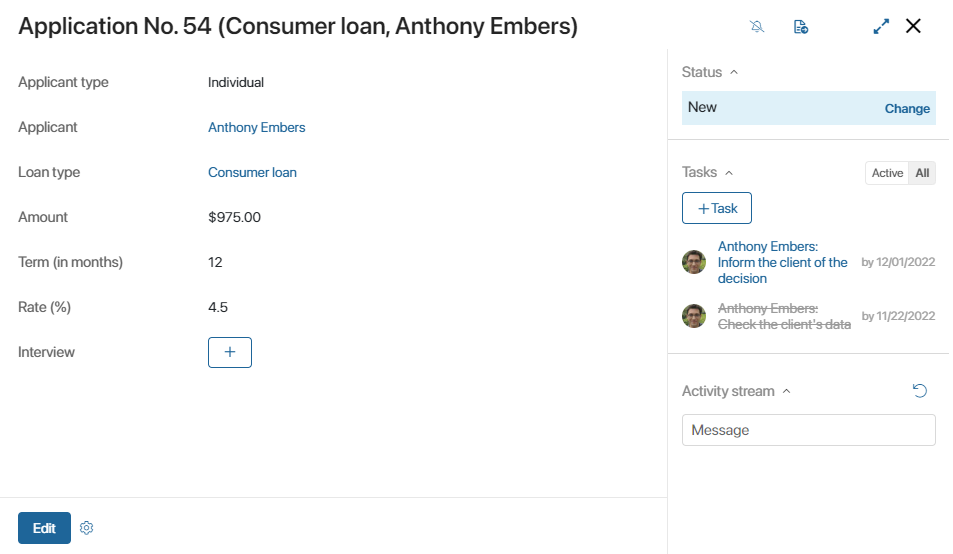 Application No. 54 (Consumer loan, Anthony Embers)
Applicant type Individual
Applicant Anthony Embers
Loan type Consumer loan
Amount $975.00
Term (in months) 12
Rate (%) 4.5
Interview +
Edit
Status
New Change
Tasks Active All
+ Task
Anthony Embers:
Inform the client of the by 12/01/2022
decision
Anthony Embers:
Check the client's data by 11/22/2022
Activity stream
Message